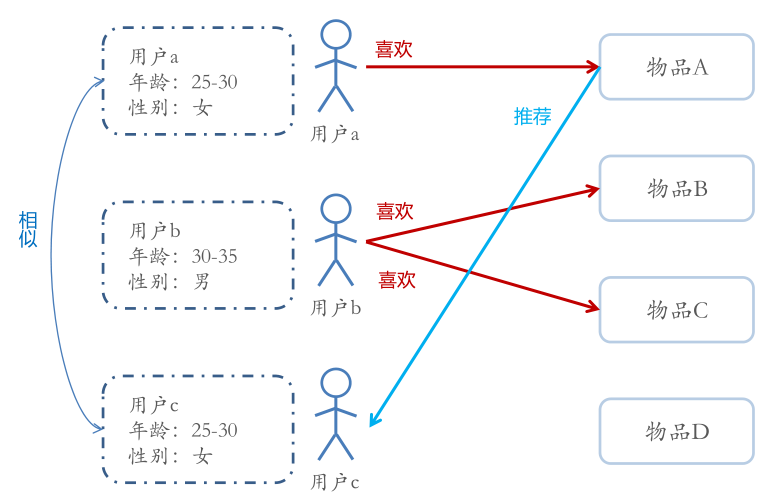 用户a
年龄：25-30
性别：女
用户a
喜欢
物品A
推荐
相似
用户b
年龄：30-35
性别：男
用户b
喜欢
喜欢
物品B
物品C
用户c
年龄：25-30
性别：女
用户c
物品D